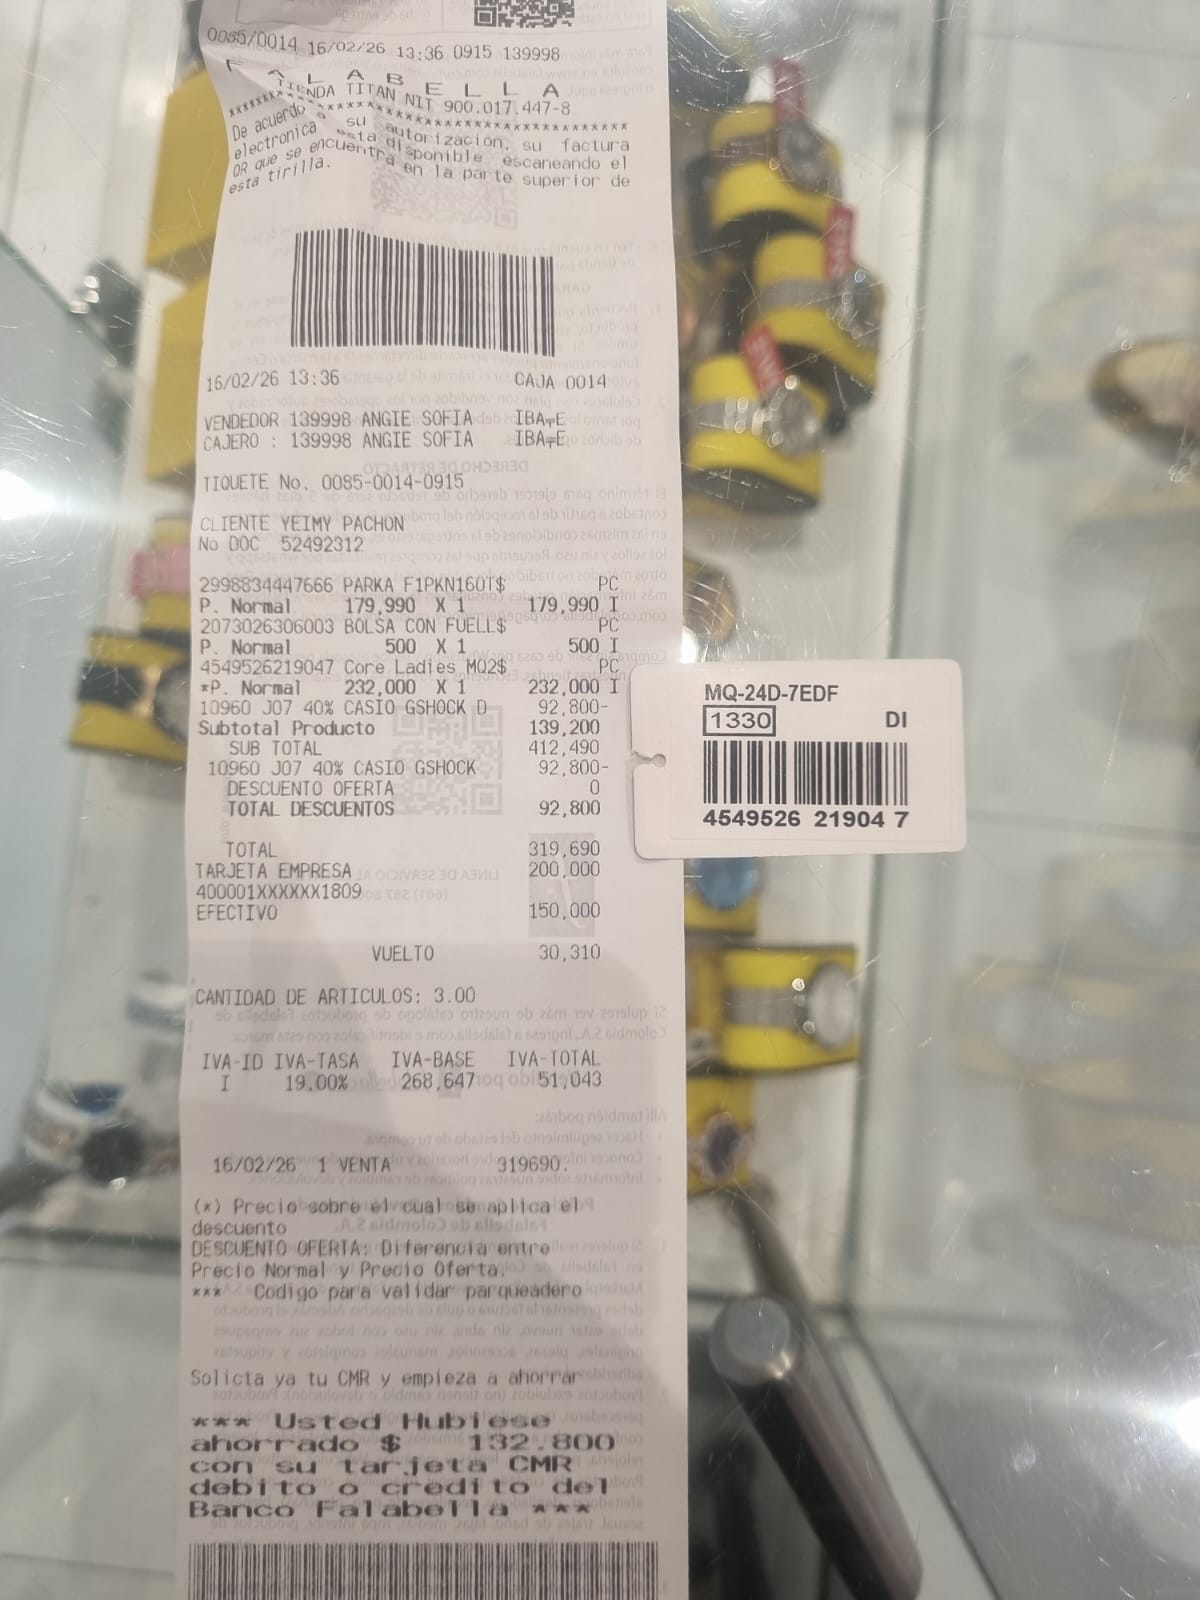 0085/0014 16/02/26 13:36 0915 139998
F A L A B E L L A
TIENDA TITAN NIT 900.017.447-8
De acuerdo a su autorización, su factura
electronica esta disponible escaneando el
QR que se encuentra en la parte superior de
esta tirilla.
16/02/26 13:36 CAJA 0014
VENDEDOR 139998 ANGIE SOFIA
CAJERO : 139998 ANGIE SOFIA
TIQUETE No. 0085-0014-0915
CLIENTE YEIMY PACHON
No DOC 52492312
2998834447666 PARKA F1PKN160T$ PC
P. Normal 179,990 X 1 179,990 I
2073026306003 BOLSA CON FUELL$ PC
P. Normal 500 X 1 500 I
4549526219047 Core Ladies MQ2$ PC
*P. Normal 232,000 X 1 232,000 I
10960 J07 40% CASIO GSHOCK D 92,800-
Subtotal Producto 139,200
SUB TOTAL 412,490
10960 J07 40% CASIO GSHOCK 92,800-
DESCUENTO OFERTA 0
TOTAL DESCUENTOS 92,800
TOTAL 319,690
TARJETA EMPRESA 200,000
400001XXXXXX1809
EFECTIVO 150,000
VUELTO 30,310
CANTIDAD DE ARTICULOS: 3.00
IVA-ID IVA-TASA IVA-BASE IVA-TOTAL
I 19.00% 268,647 51,043
16/02/26 1 VENTA 319690.
(*) Precio sobre el cual se aplica el
descuento
DESCUENTO OFERTA: Diferencia entre
Precio Normal y Precio Oferta.
*** Codigo para validar parqueadero
Solicta ya tu CMR y empieza a ahorrar
*** Usted Hubiese
ahorrado $ 132.800
con su tarjeta CMR
debito o credito del
Banco Falabella ***
MQ-24D-7EDF
1330 DI
4549526 21904 7